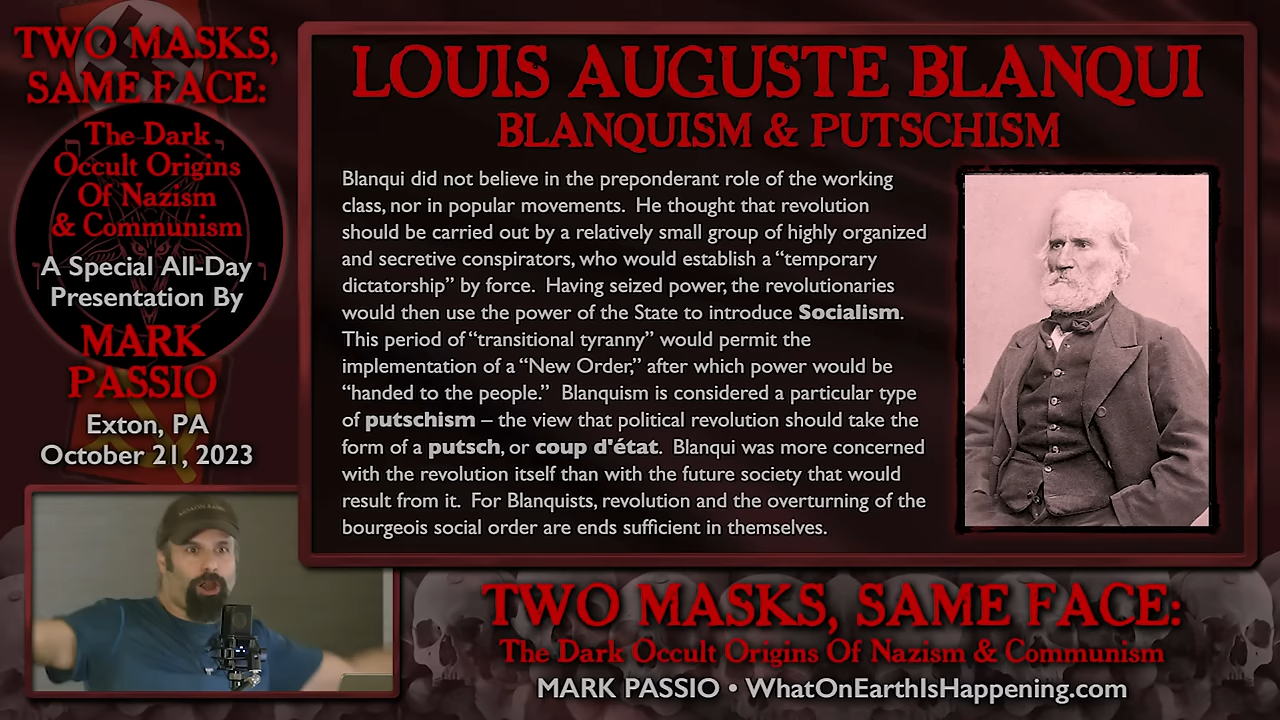 TWO MASKS,
SAME FACE:
The Dark
Occult Origins
Of Nazism
& Communism
A Special All-Day
Presentation By
MARK
PASSIO
Exton, PA
October 21, 2023
LOUIS AUGUSTE BLANQUI
BLANQUISM & PUTSCHISM
Blanqui did not believe in the preponderant role of the working
class, nor in popular movements.  He thought that revolution
should be carried out by a relatively small group of highly organized
and secretive conspirators, who would establish a “temporary
dictatorship” by force.  Having seized power, the revolutionaries
would then use the power of the State to introduce Socialism.
This period of “transitional tyranny” would permit the
implementation of a “New Order,” after which power would be
“handed to the people.”  Blanquism is considered a particular type
of putschism – the view that political revolution should take the
form of a putsch, or coup d'état.  Blanqui was more concerned
with the revolution itself than with the future society that would
result from it.  For Blanquists, revolution and the overturning of the
bourgeois social order are ends sufficient in themselves.
TWO MASKS, SAME FACE:
The Dark Occult Origins Of Nazism & Communism
MARK PASSIO • WhatOnEarthIsHappening.com